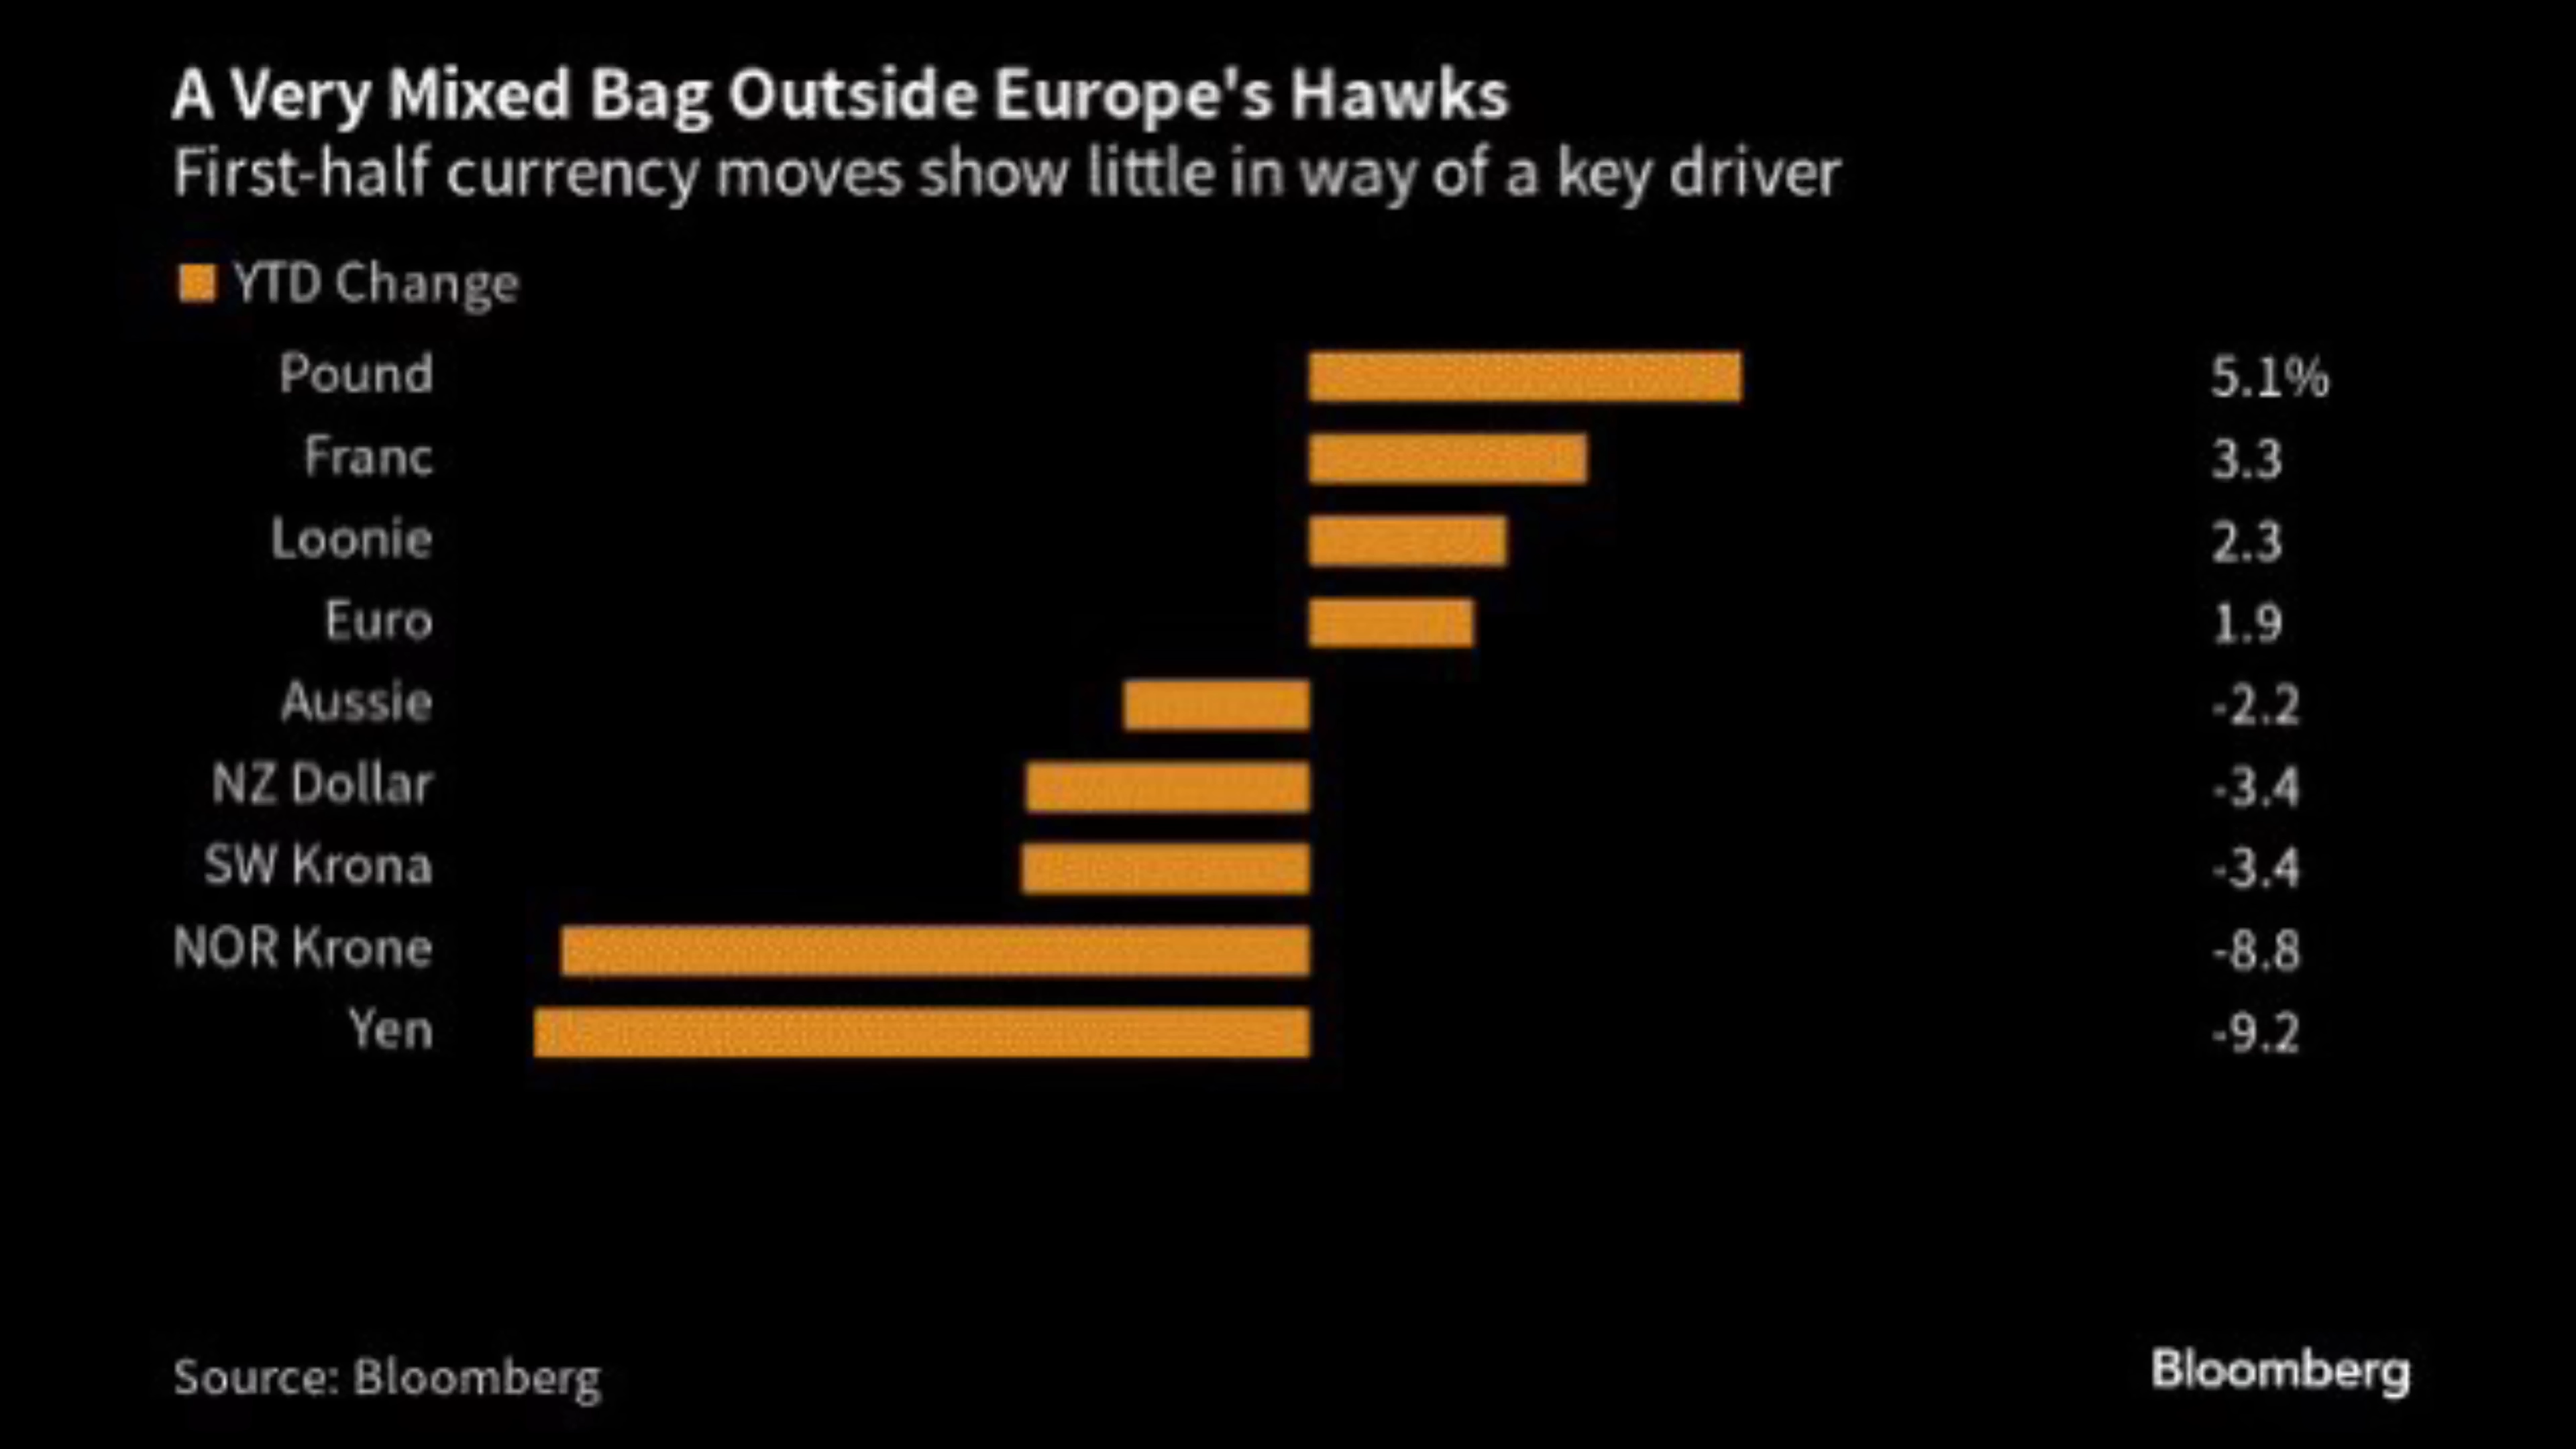 A Very Mixed Bag Outside Europe's Hawks
First-half currency moves show little in way of a key driver
YTD Change
Pound 5.1%
Franc 3.3
Loonie 2.3
Euro 1.9
Aussie -2.2
NZ Dollar -3.4
SW Krona -3.4
NOR Krone -8.8
Yen -9.2
Source: Bloomberg Bloomberg